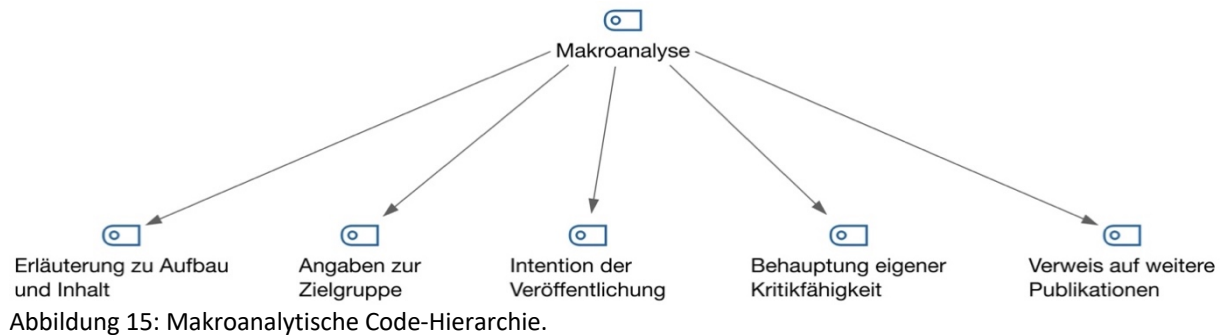 Makroanalyse
Erläuterung zu Aufbau
und Inhalt
Angaben zur
Zielgruppe
Intention der
Veröffentlichung
Behauptung eigener
Kritikfähigkeit
Verweis auf weitere
Publikationen
Abbildung 15: Makroanalytische Code-Hierarchie.